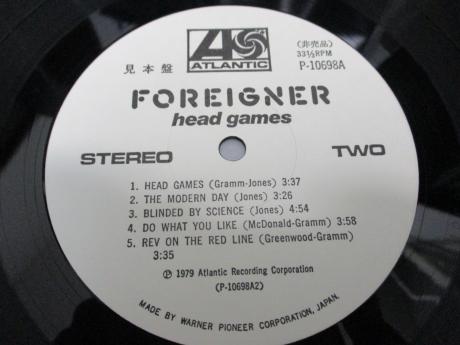 見本盤
ATLANTIC
(非売品)
33⅓RPM
P-10698A
FOREIGNER
head games
STEREO
TWO
1. HEAD GAMES (Gramm-Jones) 3:37
2. THE MODERN DAY (Jones) 3:26
3. BLINDED BY SCIENCE (Jones) 4:54
4. DO WHAT YOU LIKE (McDonald-Gramm) 3:58
5. REV ON THE RED LINE (Greenwood-Gramm)
3:35
Ⓟ 1979 Atlantic Recording Corporation
(P-10698A2)
MADE BY WARNER PIONEER CORPORATION, JAPAN.